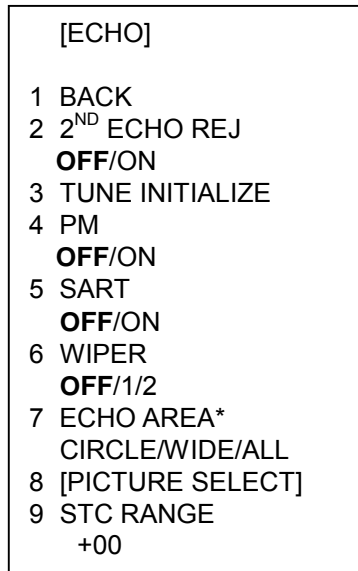 [ECHO]
1 BACK
2 2ND ECHO REJ
OFF/ON
3 TUNE INITIALIZE
4 PM
OFF/ON
5 SART
OFF/ON
6 WIPER
OFF/1/2
7 ECHO AREA*
CIRCLE/WIDE/ALL
8 [PICTURE SELECT]
9 STC RANGE
+00